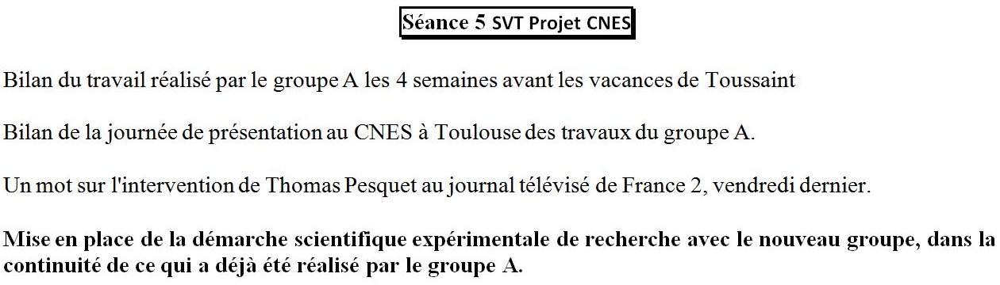 Séance 5 SVT Projet CNES
Bilan du travail réalisé par le groupe A les 4 semaines avant les vacances de Toussaint
Bilan de la journée de présentation au CNES à Toulouse des travaux du groupe A.
Un mot sur l'intervention de Thomas Pesquet au journal télévisé de France 2, vendredi dernier.
Mise en place de la démarche scientifique expérimentale de recherche avec le nouveau groupe, dans la
continuité de ce qui a déjà été réalisé par le groupe A.